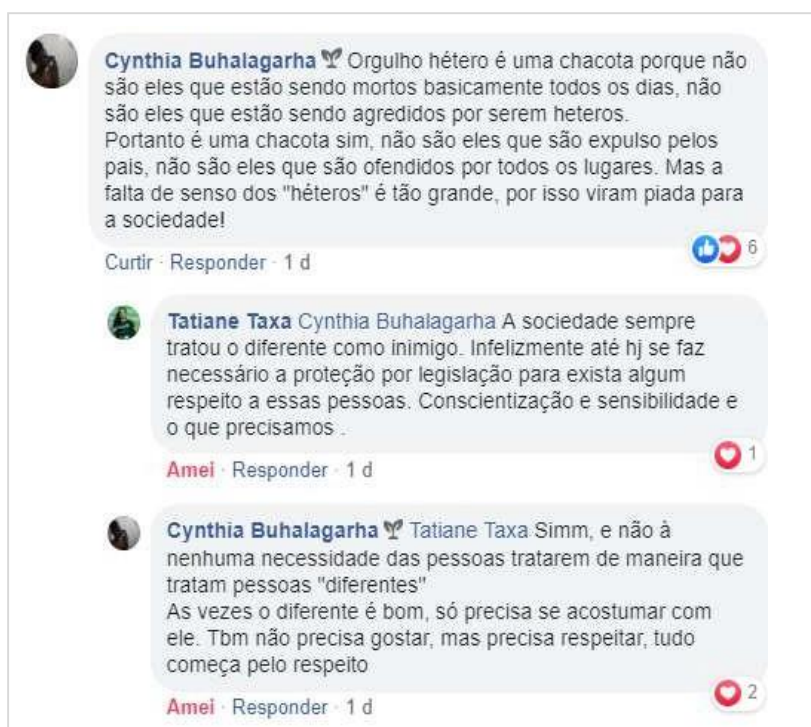 Cynthia Buhalagarha Orgulho hétero é uma chacota porque não
são eles que estão sendo mortos basicamente todos os dias, não
são eles que estão sendo agredidos por serem heteros.
Portanto é uma chacota sim, não são eles que são expulso pelos
pais, não são eles que são ofendidos por todos os lugares. Mas a
falta de senso dos "héteros" é tão grande, por isso viram piada para
a sociedade!
6
Curtir · Responder · 1 d
Tatiane Taxa Cynthia Buhalagarha A sociedade sempre
tratou o diferente como inimigo. Infelizmente até hj se faz
necessário a proteção por legislação para exista algum
respeito a essas pessoas. Conscientização e sensibilidade e
o que precisamos .
1
Amei · Responder · 1 d
Cynthia Buhalagarha Tatiane Taxa Simm, e não à
nenhuma necessidade das pessoas tratarem de maneira que
tratam pessoas "diferentes"
As vezes o diferente é bom, só precisa se acostumar com
ele. Tbm não precisa gostar, mas precisa respeitar, tudo
começa pelo respeito
2
Amei · Responder · 1 d